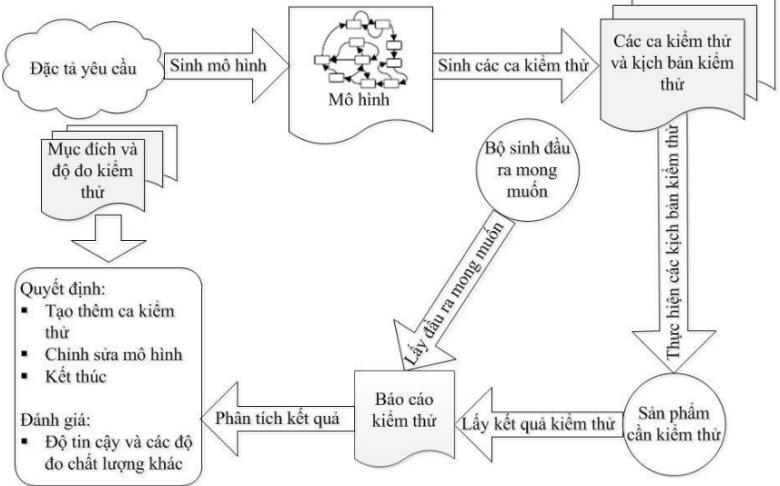 Đặc tả yêu cầu
Sinh mô hình
Mô hình
Sinh các ca kiểm thử
Các ca kiểm thử
và kịch bản kiểm
thử
Mục đích và
độ đo kiểm
thử
Bộ sinh đầu
ra mong
muốn
Thực hiện các kịch bản kiểm thử
Lấy đầu ra mong muốn
Quyết định:
▪ Tạo thêm ca kiểm
thử
▪ Chỉnh sửa mô hình
▪ Kết thúc
Đánh giá:
▪ Độ tin cậy và các độ
đo chất lượng khác
Phân tích kết quả
Báo cáo
kiểm thử
Lấy kết quả kiểm thử
Sản phẩm
cần kiểm thử